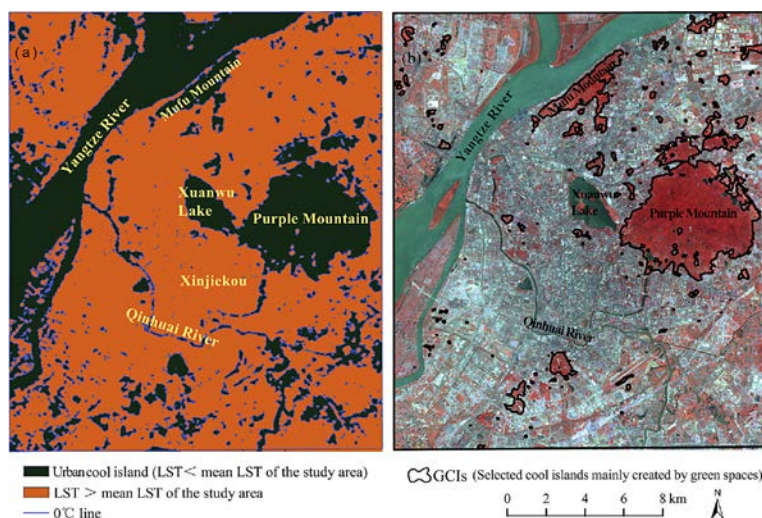 (a)
Yangtze River
Mufu Mountain
Xuanwu
Lake
Purple Mountain
Xinjiekou
Qinhuai River
(b)
Mufu Mountain
Yangtze River
Xuanwu
Lake
Purple Mountain
Qinhuai River
Urban cool island (LST< mean LST of the study area)
LST > mean LST of the study area
0℃ line
GCIs (Selected cool islands mainly created by green spaces)
0 2 4 6 8 km
N